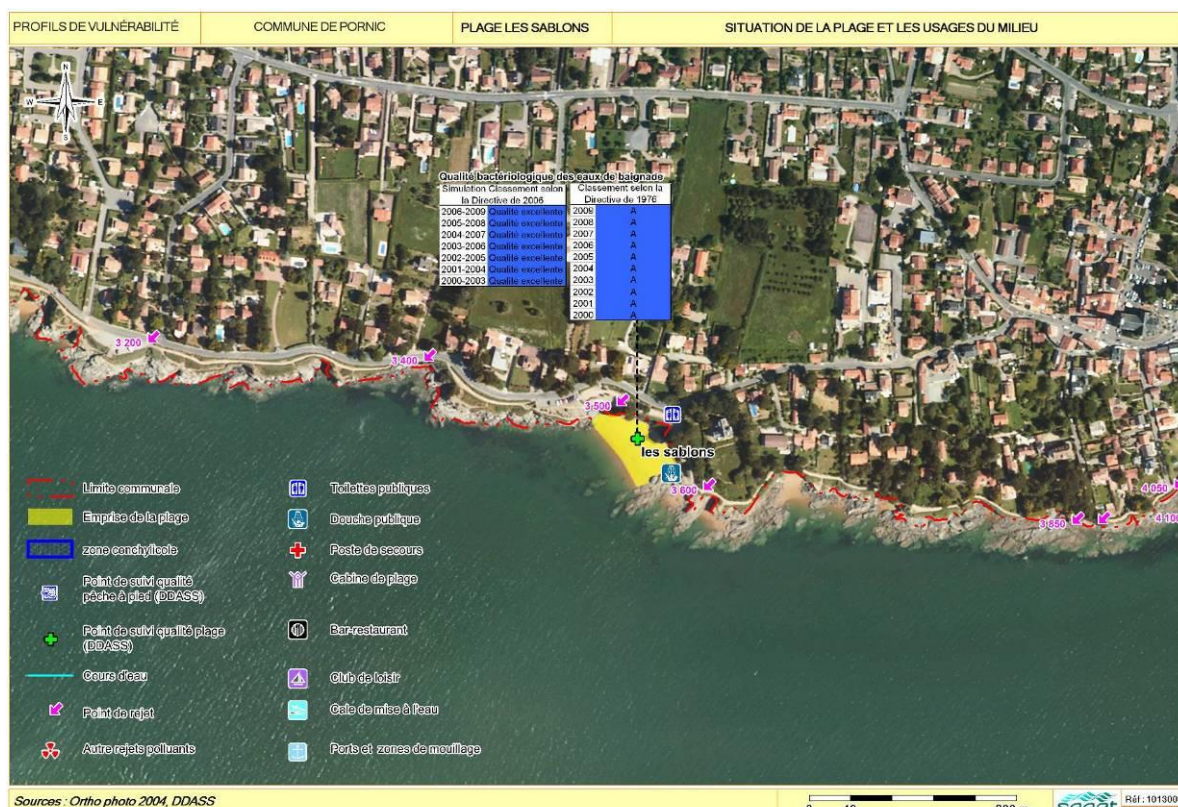 PROFILS DE VULNÉRABILITÉ
COMMUNE DE PORNIC
PLAGE LES SABLONS
SITUATION DE LA PLAGE ET LES USAGES DU MILIEU
N
W E
S
Qualité bactériologique des eaux de baignade
Simulation Classement selon la Directive de 2006
2006-2009 Qualité excellente
2005-2008 Qualité excellente
2004-2007 Qualité excellente
2003-2006 Qualité excellente
2002-2005 Qualité excellente
2001-2004 Qualité excellente
2000-2003 Qualité excellente
Classement selon la Directive de 1976
2009 A
2008 A
2007 A
2006 A
2005 A
2004 A
2003 A
2002 A
2001 A
2000 A
3 200
3 400
3 500
les sablons
3 600
3 850
4 050
4 100
Limite communale
Emprise de la plage
zone conchylicole
Point de suivi qualité
pêche à pied (DDASS)
Point de suivi qualité plage
(DDASS)
Cours d'eau
Point de rejet
Autre rejets polluants
Toilettes publiques
Douche publique
Poste de secours
Cabine de plage
Bar-restaurant
Club de loisir
Cale de mise à l'eau
Ports et zones de mouillage
Sources : Ortho photo 2004, DDASS
Réf : 101300